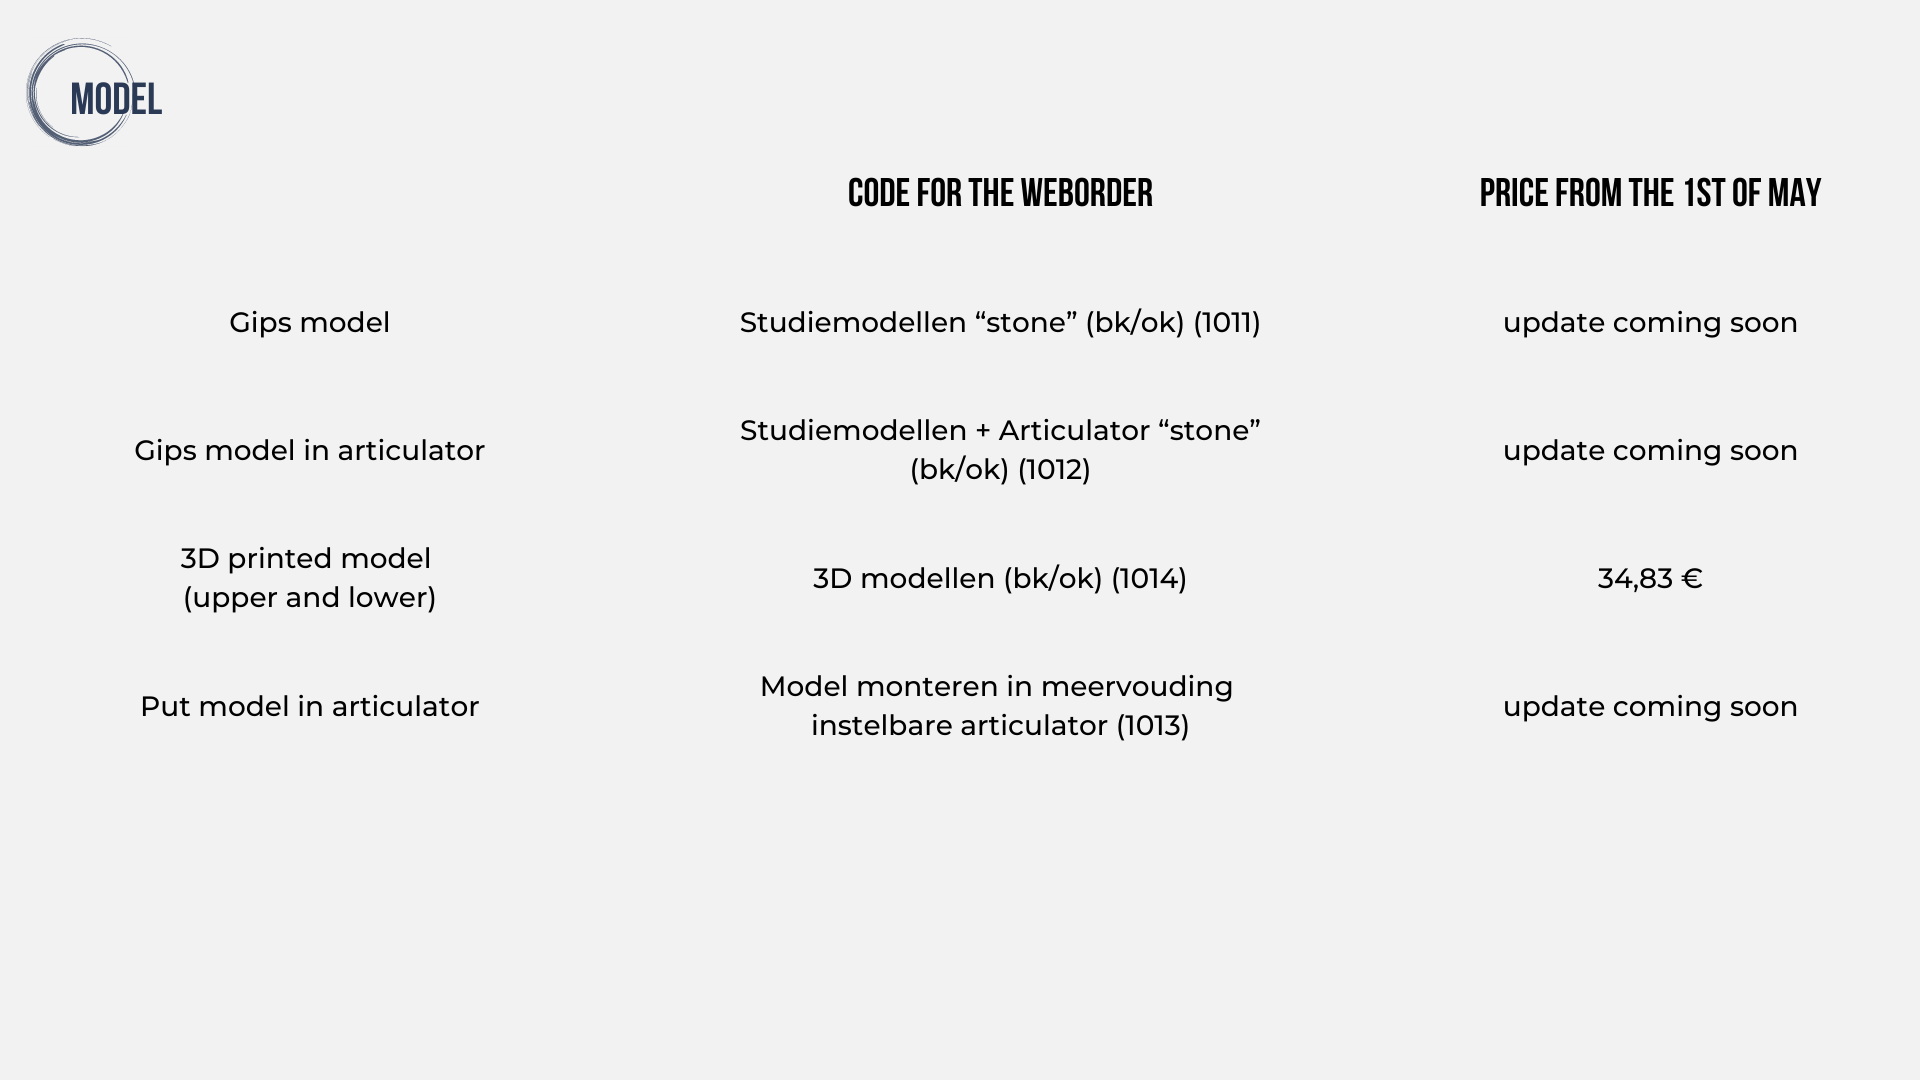 MODEL
CODE FOR THE WEBORDER
PRICE FROM THE 1ST OF MAY
Gips model
Studiemodellen “stone” (bk/ok) (1011)
update coming soon
Gips model in articulator
Studiemodellen + Articulator “stone”
(bk/ok) (1012)
update coming soon
3D printed model
(upper and lower)
3D modellen (bk/ok) (1014)
34,83 €
Put model in articulator
Model monteren in meervouding
instelbare articulator (1013)
update coming soon